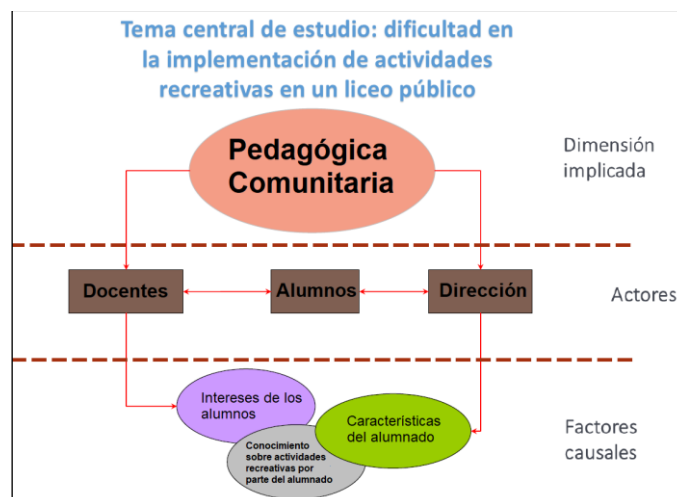 Tema central de estudio: dificultad en
la implementación de actividades
recreativas en un liceo público
Pedagógica
Comunitaria
Dimensión
implicada
Docentes
Alumnos
Dirección
Actores
Intereses de los
alumnos
Características
del alumnado
Conocimiento
sobre actividades
recreativas por
parte del alumnado
Factores
causales